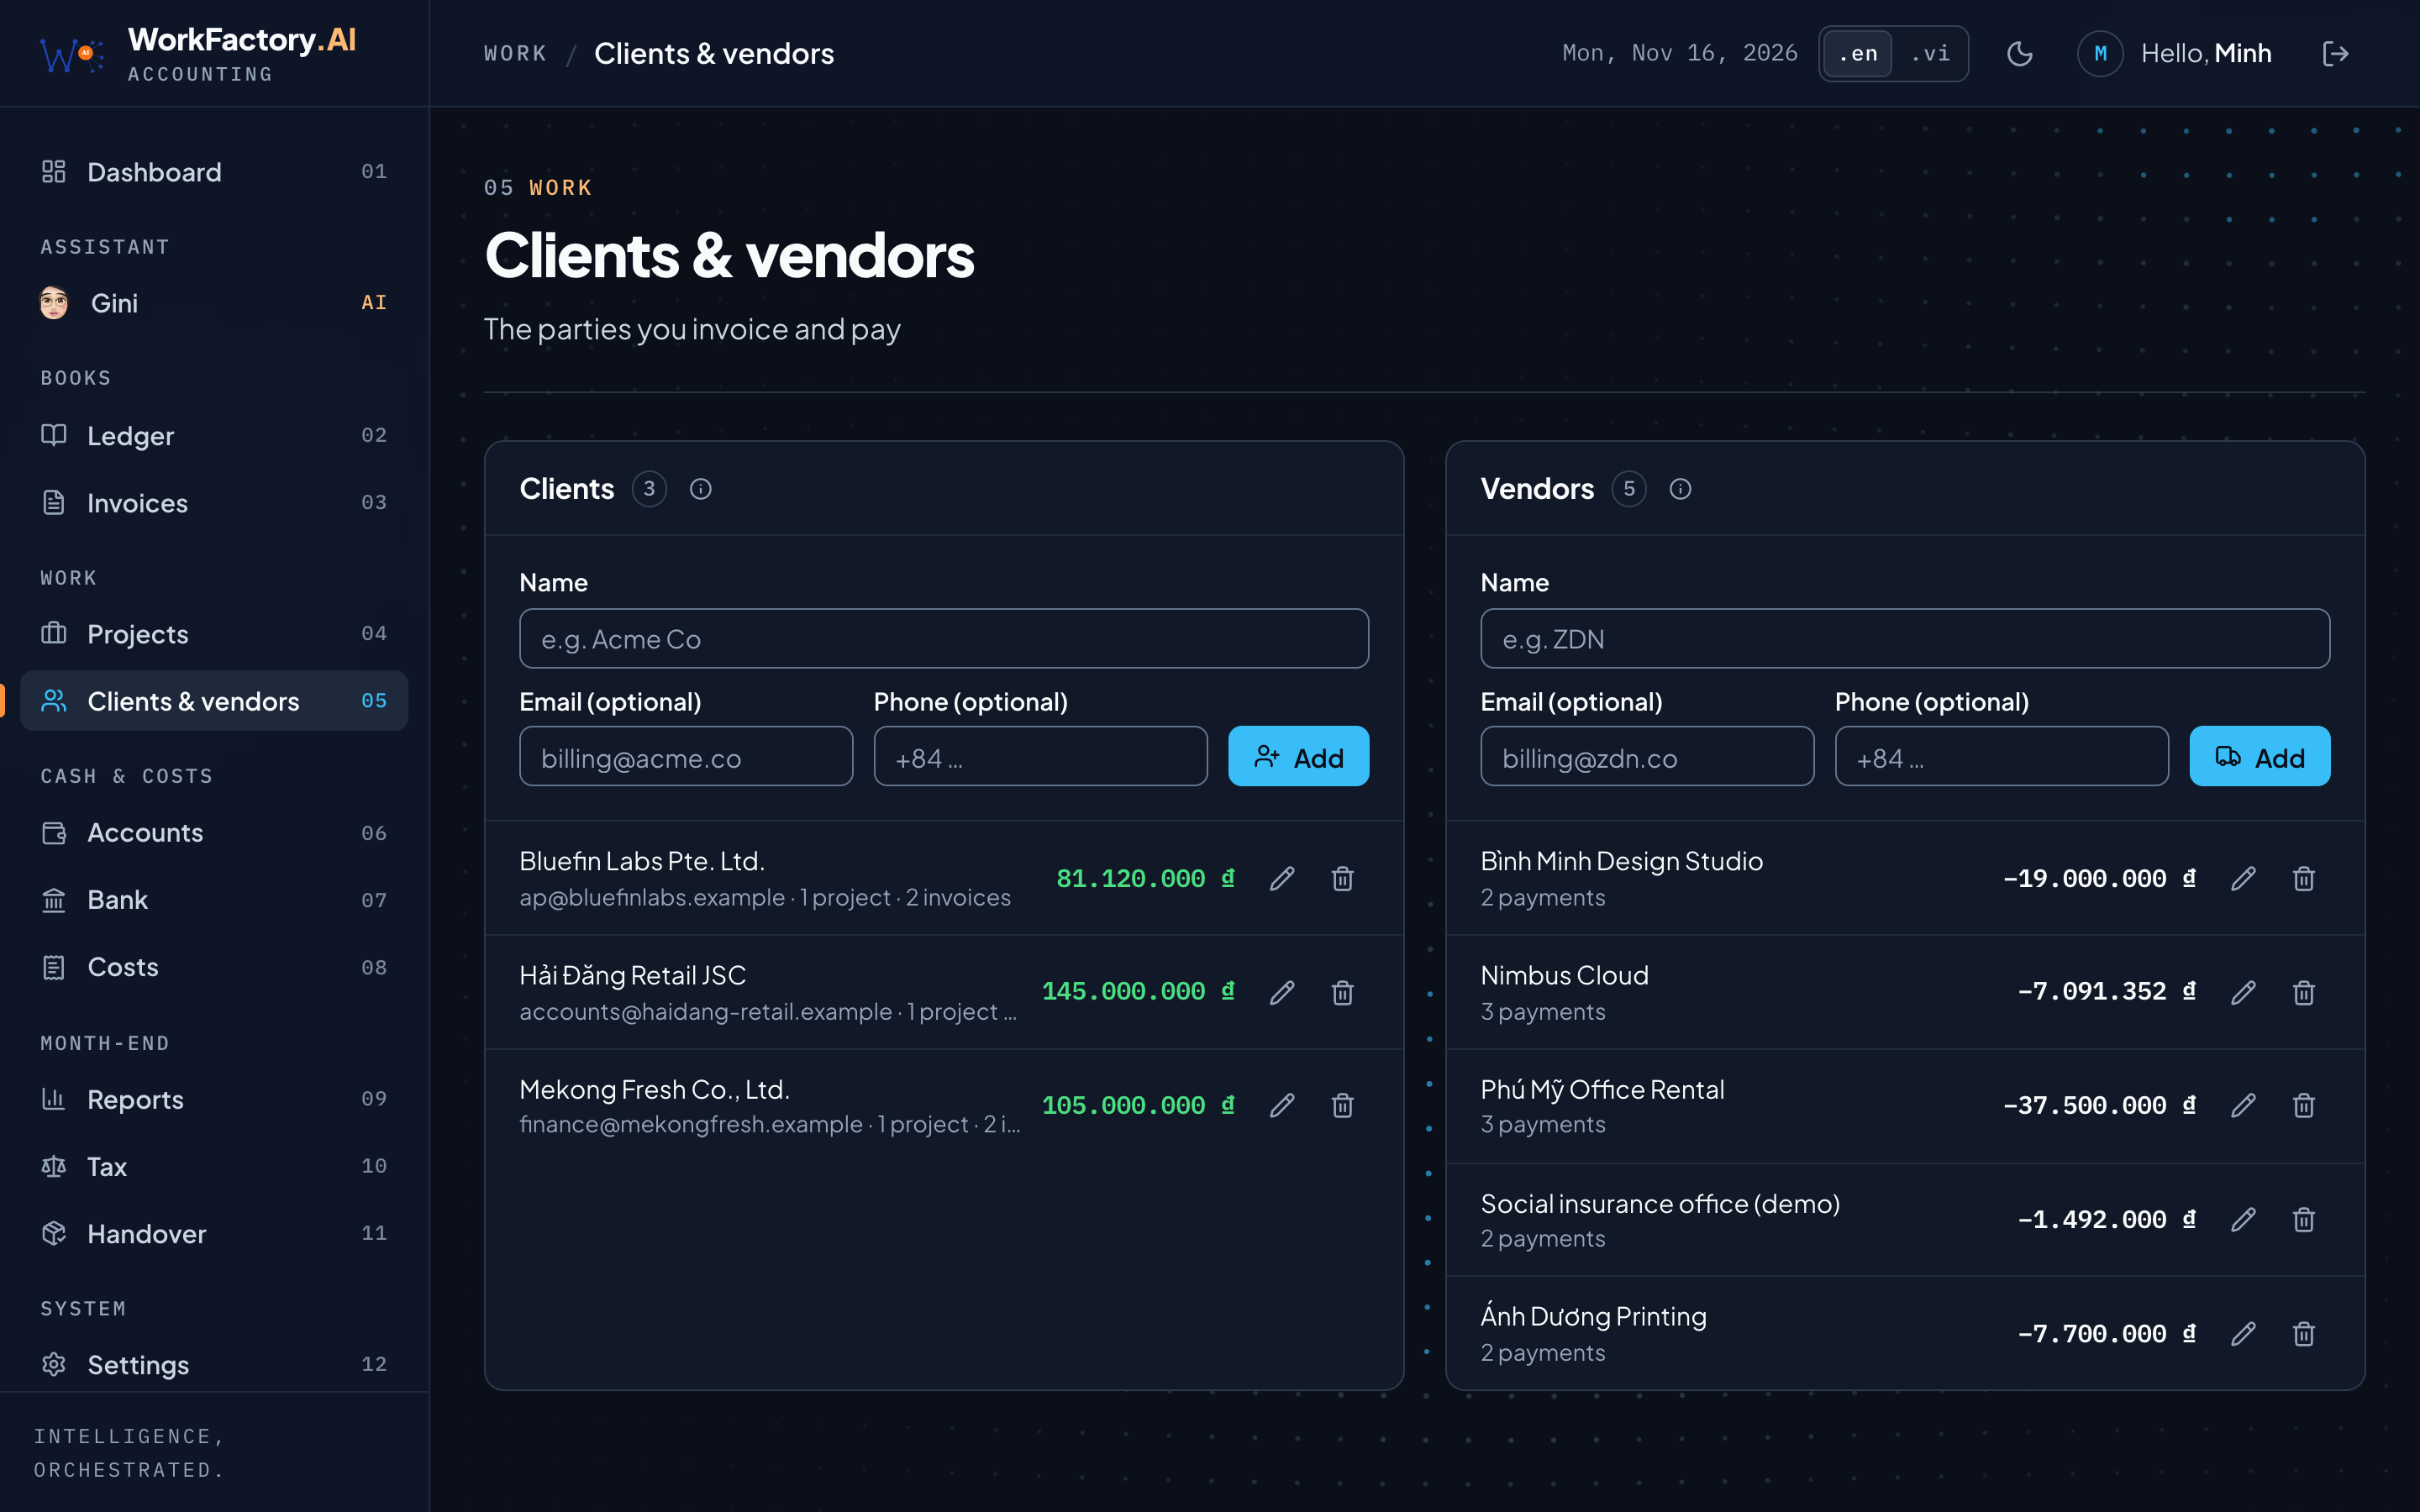 WorkFactory.AI
ACCOUNTING
WORK / Clients & vendors
Mon, Nov 16, 2026
.en .vi
M
Hello, Minh
Dashboard 01
ASSISTANT
Gini AI
BOOKS
Ledger 02
Invoices 03
WORK
Projects 04
Clients & vendors 05
CASH & COSTS
Accounts 06
Bank 07
Costs 08
MONTH-END
Reports 09
Tax 10
Handover 11
SYSTEM
Settings 12
INTELLIGENCE,
ORCHESTRATED.
05 WORK
Clients & vendors
The parties you invoice and pay
Clients 3
Name
e.g. Acme Co
Email (optional) Phone (optional)
billing@acme.co +84 … Add
Bluefin Labs Pte. Ltd.
ap@bluefinlabs.example · 1 project · 2 invoices
81.120.000 ₫
Hải Đăng Retail JSC
accounts@haidang-retail.example · 1 project …
145.000.000 ₫
Mekong Fresh Co., Ltd.
finance@mekongfresh.example · 1 project · 2 i…
105.000.000 ₫
Vendors 5
Name
e.g. ZDN
Email (optional) Phone (optional)
billing@zdn.co +84 … Add
Bình Minh Design Studio
2 payments
−19.000.000 ₫
Nimbus Cloud
3 payments
−7.091.352 ₫
Phú Mỹ Office Rental
3 payments
−37.500.000 ₫
Social insurance office (demo)
2 payments
−1.492.000 ₫
Ánh Dương Printing
2 payments
−7.700.000 ₫